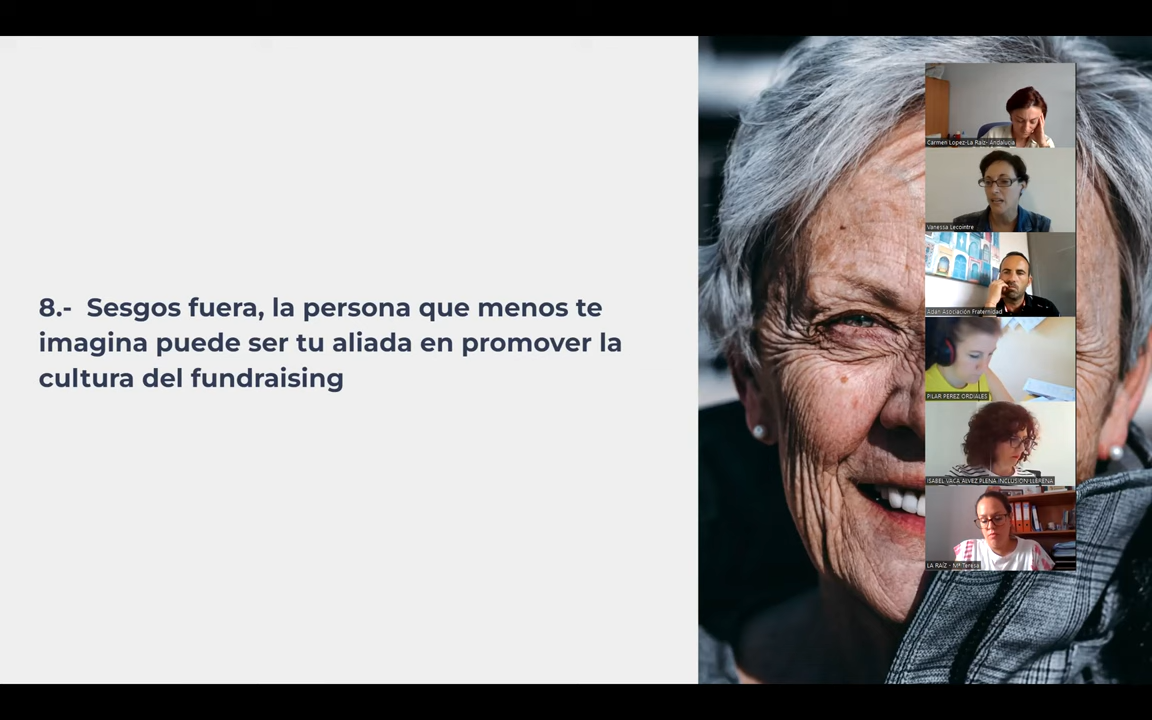 8.- Sesgos fuera, la persona que menos te
imagina puede ser tu aliada en promover la
cultura del fundraising
Carmen Lopez-La Raíz- Andalucia
Vanessa Lecointre
Adán Asociación Fraternidad
PILAR PEREZ ORDIALES
ISABEL VACA ALVEZ PLENA INCLUSION LLERENA
LA RAÍZ - Mª Teresa